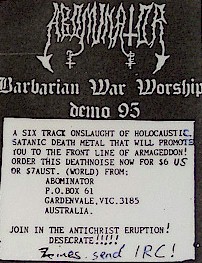 ABOMINATOR
Barbarian War Worship
demo 95
A SIX TRACK ONSLAUGHT OF HOLOCAUSTIC
SATANIC DEATH METAL THAT WILL PROMOTE
YOU TO THE FRONT LINE OF ARMAGEDDON!
ORDER THIS DEATHNOISE NOW FOR $6 US
OR $7AUST. (WORLD) FROM:
ABOMINATOR
P.O.BOX 61
GARDENVALE,VIC.3185
AUSTRALIA.
JOIN IN THE ANTICHRIST ERUPTION!
DESECRATE!!!!!
Zines send IRC!